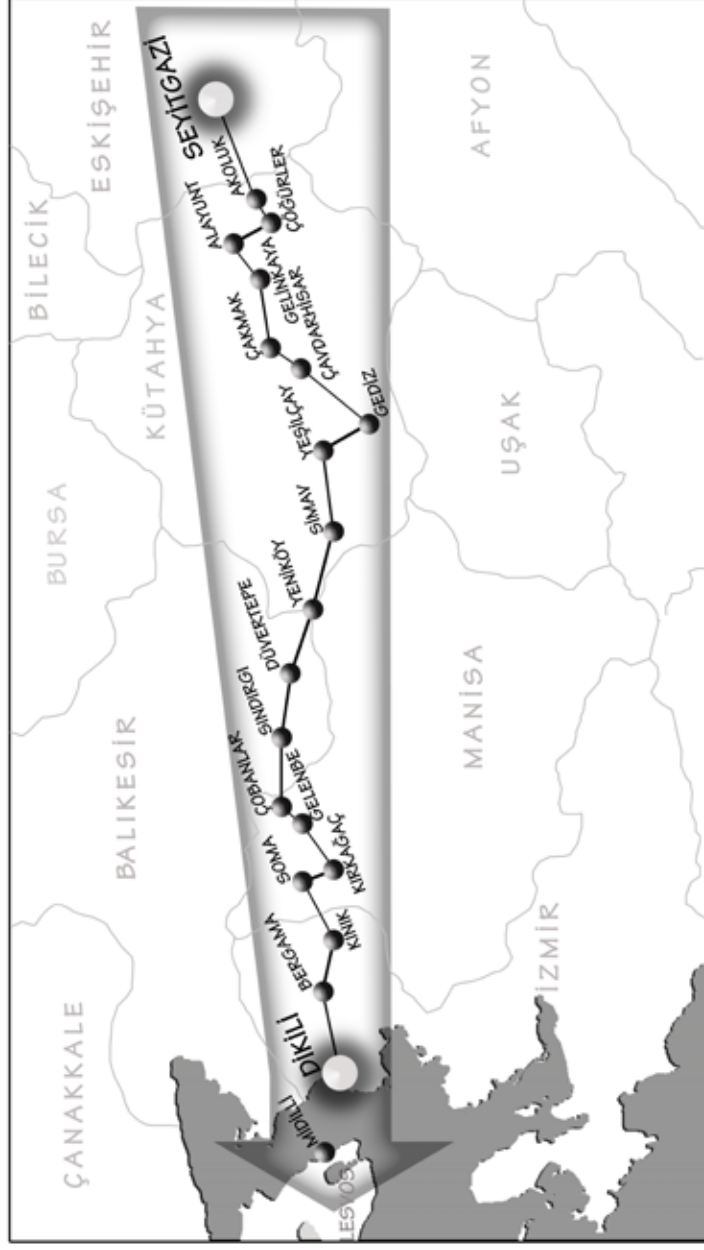 ÇANAKKALE
BALIKESİR
BURSA
BİLECİK
ESKİŞEHİR
KÜTAHYA
AFYON
UŞAK
MANİSA
İZMİR
LESVOS
MİDİLLİ
DİKİLİ
BERGAMA
KINIK
SOMA
KIRKAĞAÇ
GELENBE
ÇOBANLAR
SINDIRGI
DÜVERTEPE
YENİKÖY
SİMAV
YEŞİLÇAY
GEDİZ
ÇAVDARHİSAR
ÇAKMAK
GELİNKAYA
ALAYUNT
ÇÖĞÜRLER
AKOLUK
SEYİTGAZİ